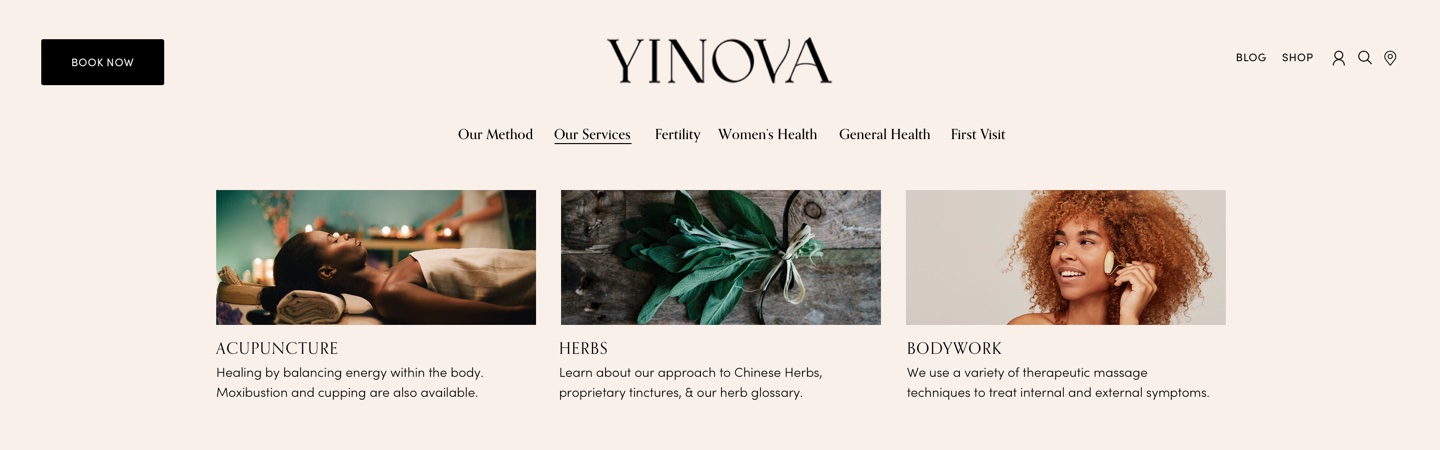 BOOK NOW
YINOVA
BLOG SHOP
Our Method Our Services Fertility Women's Health General Health First Visit
ACUPUNCTURE
Healing by balancing energy within the body.
Moxibustion and cupping are also available.
HERBS
Learn about our approach to Chinese Herbs,
proprietary tinctures, & our herb glossary.
BODYWORK
We use a variety of therapeutic massage
techniques to treat internal and external symptoms.